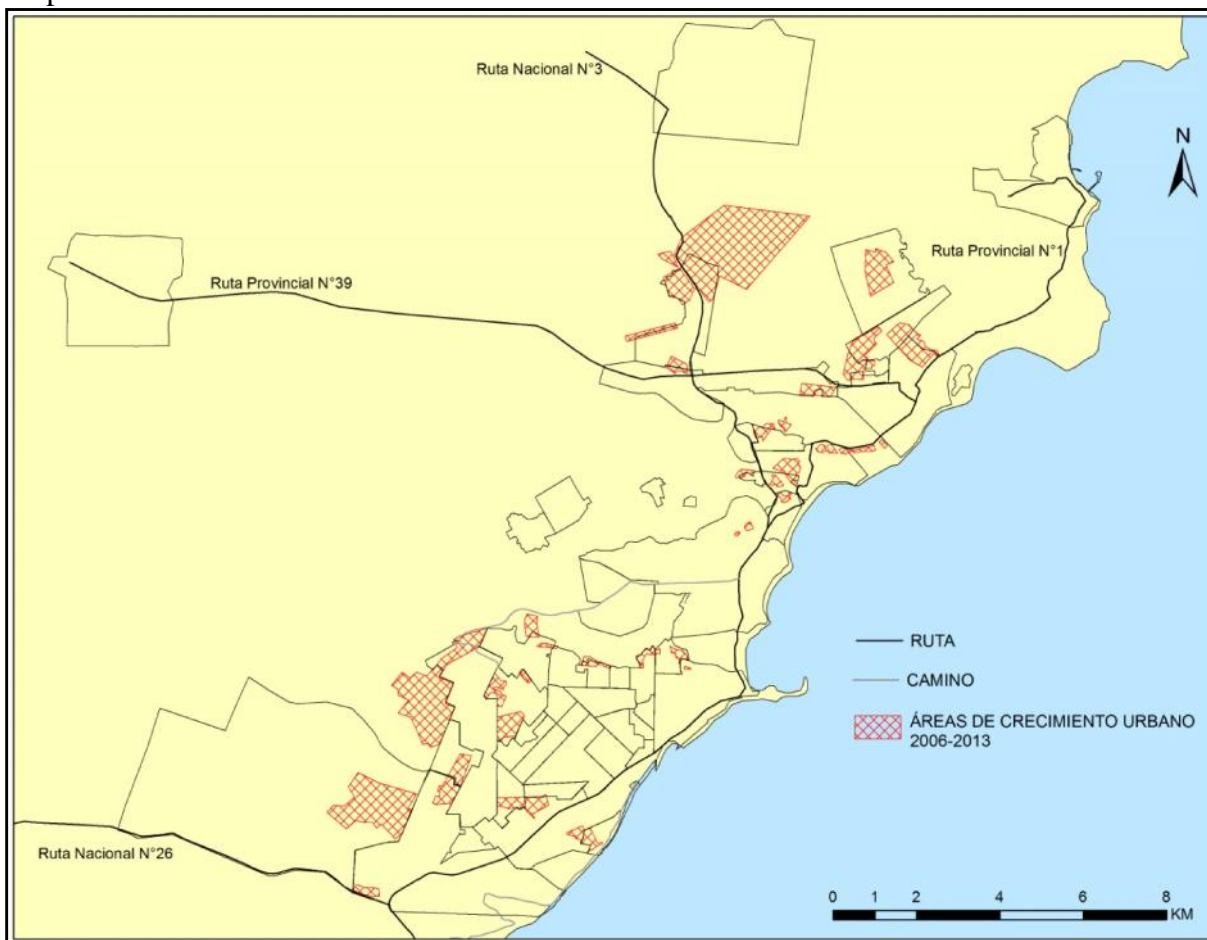 Ruta Nacional N°3
N
Ruta Provincial N°1
Ruta Provincial N°39
RUTA
CAMINO
ÁREAS DE CRECIMIENTO URBANO
2006-2013
Ruta Nacional N°26
0 1 2 4 6 8
KM